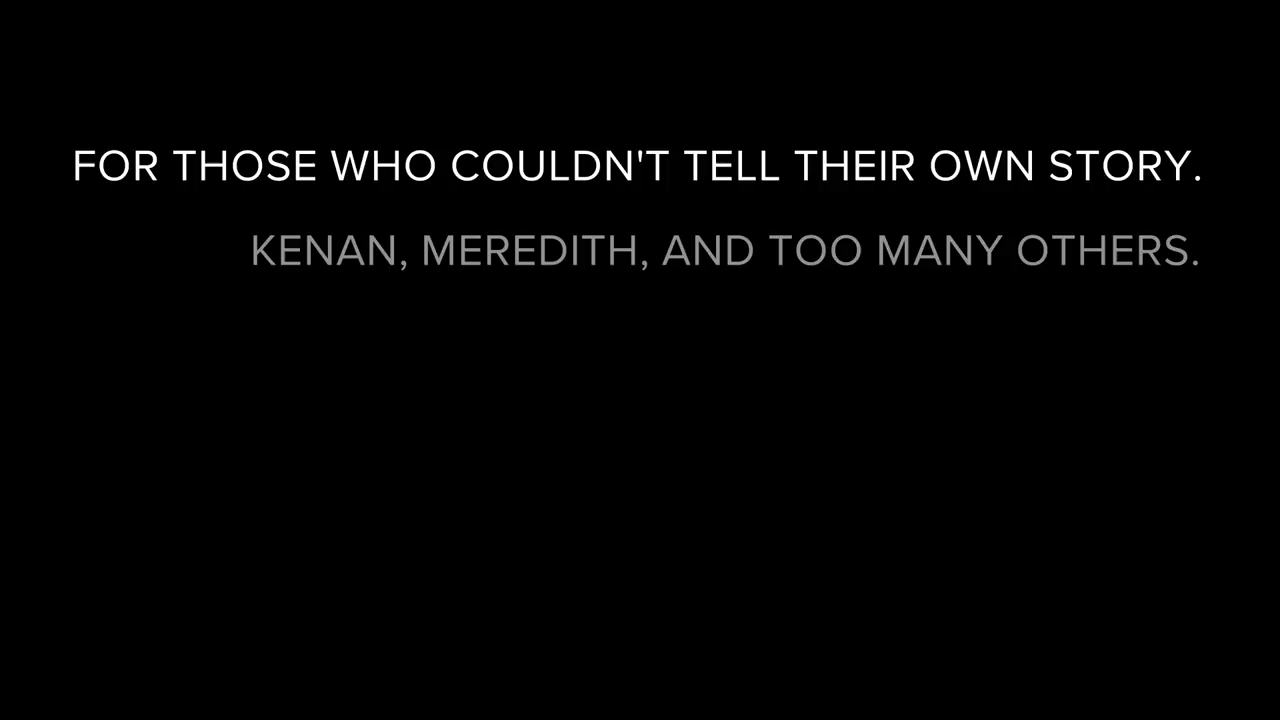 FOR THOSE WHO COULDN'T TELL THEIR OWN STORY.
KENAN, MEREDITH, AND TOO MANY OTHERS.